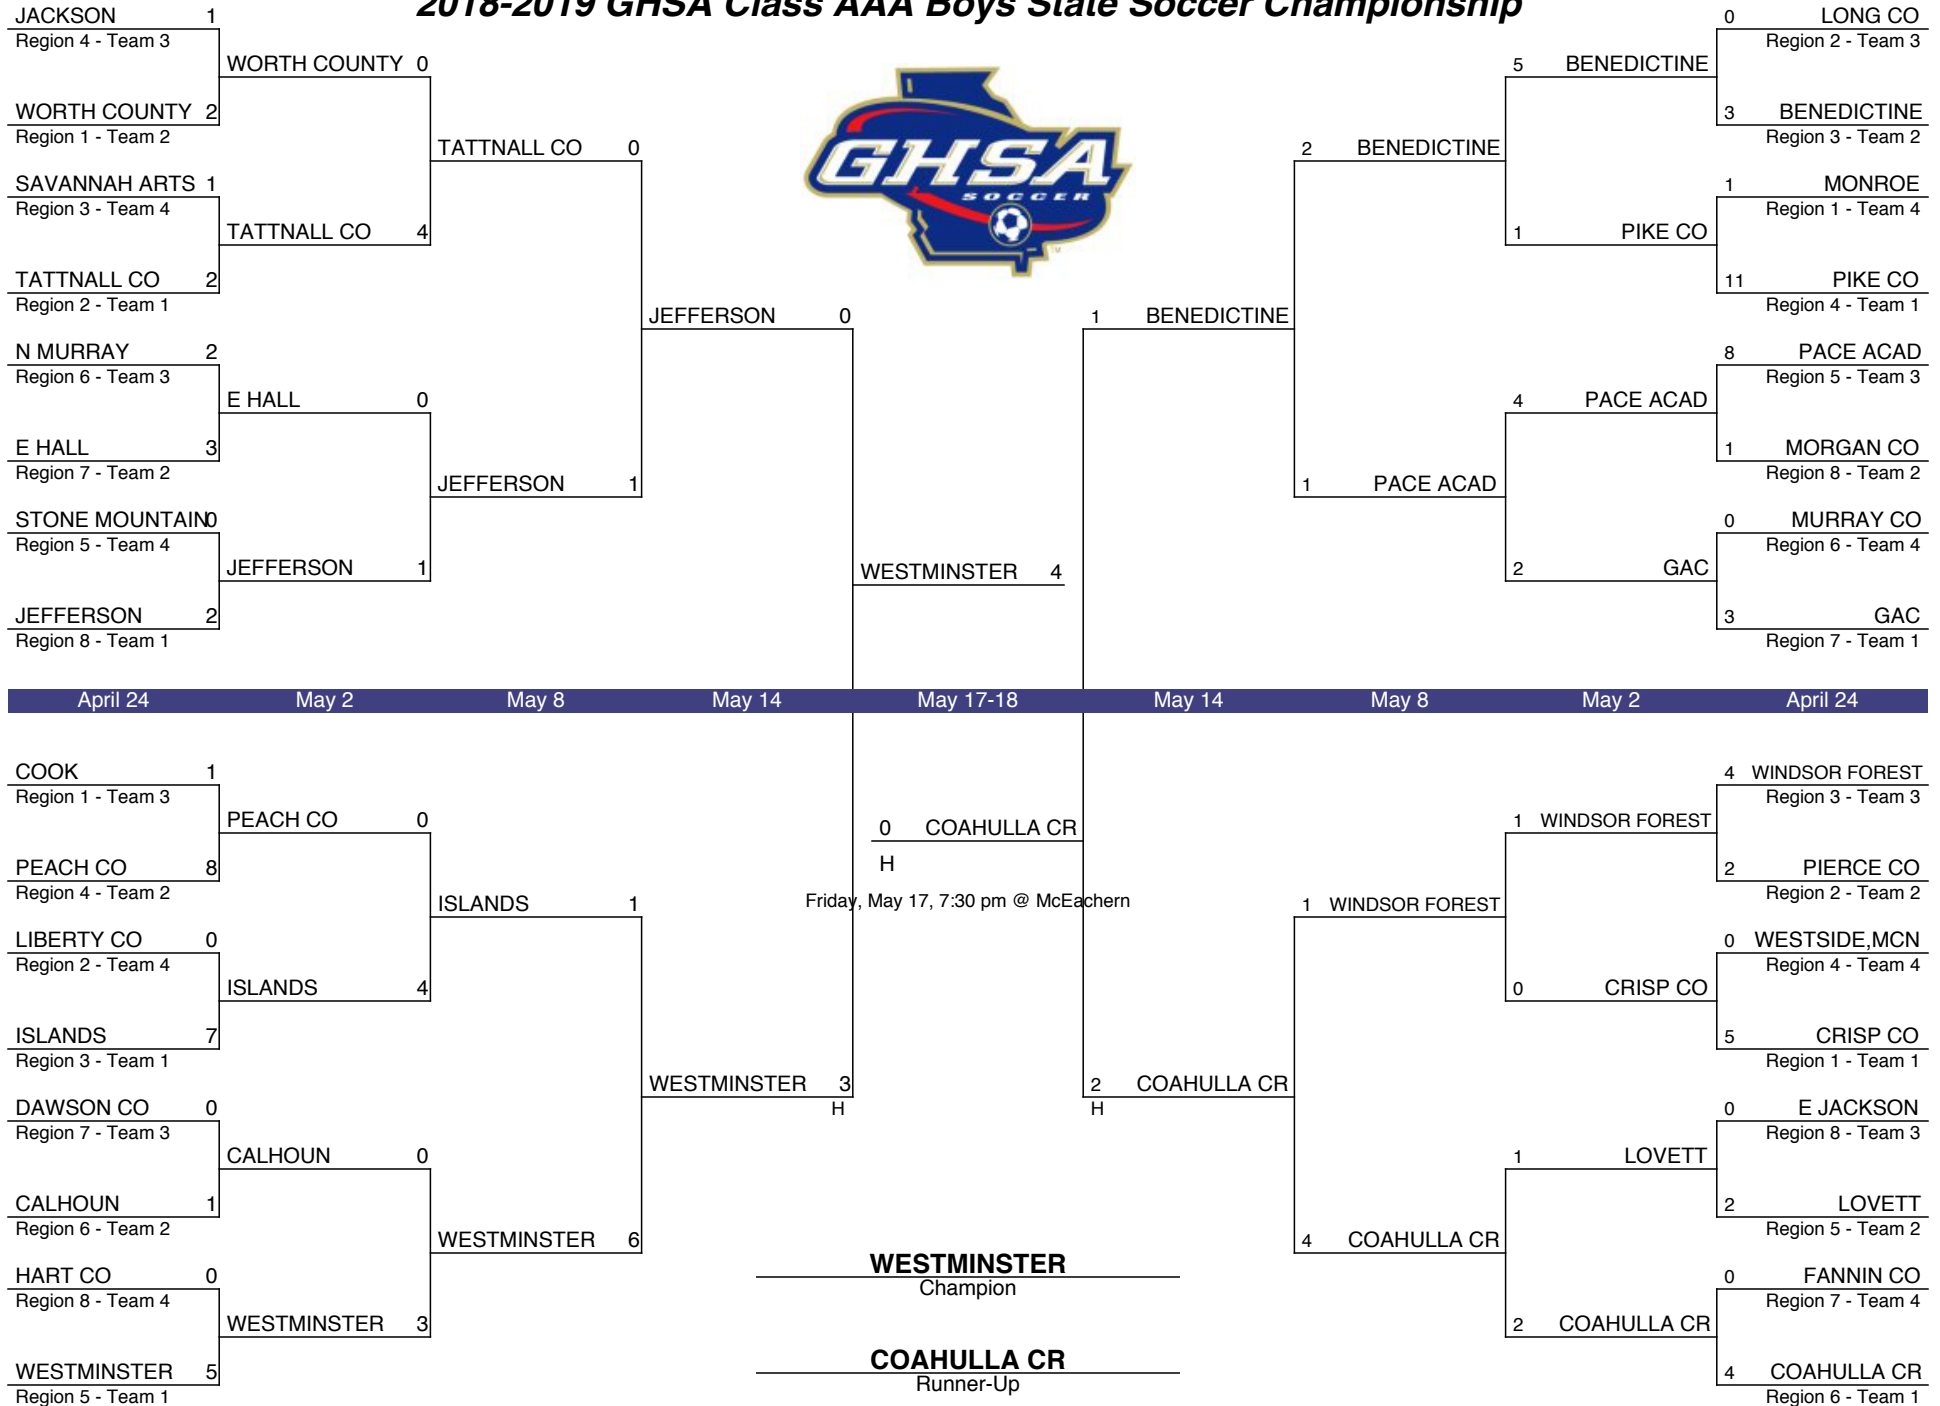 2018-2019 GHSA Class AAA Boys State Soccer Championship
JACKSON 1
Region 4 - Team 3
WORTH COUNTY 0
WORTH COUNTY 2
Region 1 - Team 2
TATTNALL CO 0
SAVANNAH ARTS 1
Region 3 - Team 4
TATTNALL CO 4
TATTNALL CO 2
Region 2 - Team 1
JEFFERSON 0
N MURRAY 2
Region 6 - Team 3
E HALL 0
E HALL 3
Region 7 - Team 2
JEFFERSON 1
STONE MOUNTAIN 0
Region 5 - Team 4
JEFFERSON 1
JEFFERSON 2
Region 8 - Team 1
GHSA
SOCCER
TM
WESTMINSTER 4
0 LONG CO
Region 2 - Team 3
5 BENEDICTINE
3 BENEDICTINE
Region 3 - Team 2
2 BENEDICTINE
1 MONROE
Region 1 - Team 4
1 PIKE CO
11 PIKE CO
Region 4 - Team 1
1 BENEDICTINE
8 PACE ACAD
Region 5 - Team 3
4 PACE ACAD
1 MORGAN CO
Region 8 - Team 2
1 PACE ACAD
0 MURRAY CO
Region 6 - Team 4
2 GAC
3 GAC
Region 7 - Team 1
April 24 May 2 May 8 May 14 May 17-18 May 14 May 8 May 2 April 24
COOK 1
Region 1 - Team 3
PEACH CO 0
PEACH CO 8
Region 4 - Team 2
ISLANDS 1
LIBERTY CO 0
Region 2 - Team 4
ISLANDS 4
ISLANDS 7
Region 3 - Team 1
WESTMINSTER 3
H
DAWSON CO 0
Region 7 - Team 3
CALHOUN 0
CALHOUN 1
Region 6 - Team 2
WESTMINSTER 6
HART CO 0
Region 8 - Team 4
WESTMINSTER 3
WESTMINSTER 5
Region 5 - Team 1
0 COAHULLA CR
H
Friday, May 17, 7:30 pm @ McEachern
WESTMINSTER
Champion
COAHULLA CR
Runner-Up
4 WINDSOR FOREST
Region 3 - Team 3
1 WINDSOR FOREST
2 PIERCE CO
Region 2 - Team 2
1 WINDSOR FOREST
0 WESTSIDE,MCN
Region 4 - Team 4
0 CRISP CO
5 CRISP CO
Region 1 - Team 1
2 COAHULLA CR
H
0 E JACKSON
Region 8 - Team 3
1 LOVETT
2 LOVETT
Region 5 - Team 2
4 COAHULLA CR
0 FANNIN CO
Region 7 - Team 4
2 COAHULLA CR
4 COAHULLA CR
Region 6 - Team 1